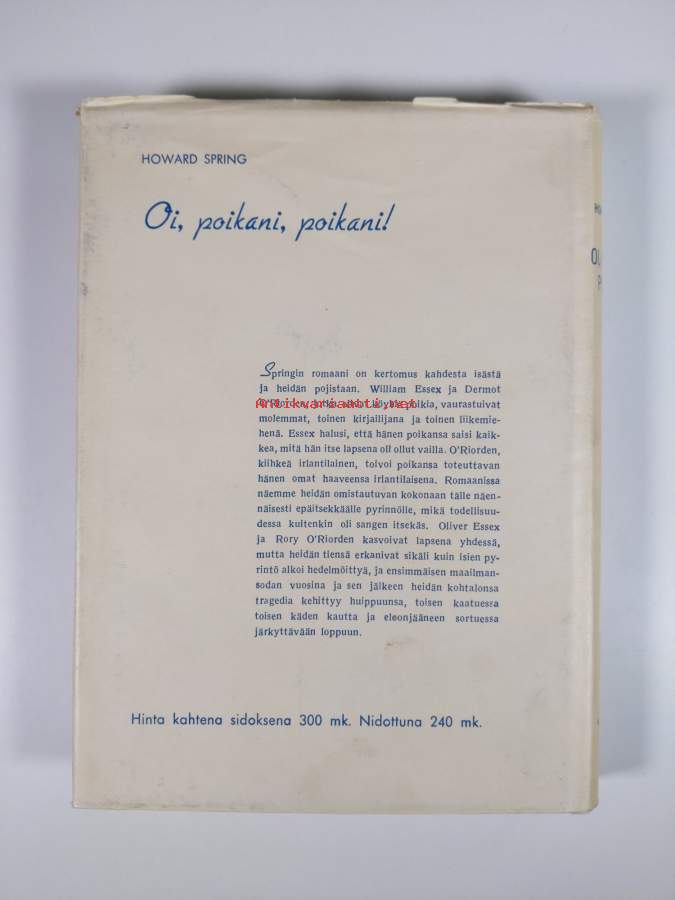 HOWARD SPRING
Oi, poikani, poikani!
Springin romaani on kertomus kahdesta isästä
ja heidän pojistaan. William Essex ja Dermot
Antikvariaatti.net
O'Riorden, poikia, vaurastuivat
molemmat, toinen kirjailijana ja toinen liikemie-
henä. Essex halusi, että hänen poikansa saisi kaik-
kea, mitä hän itse lapsena oli ollut vailla. O'Riorden,
kiihkeä irlantilainen, toivoi poikansa toteuttavan
hänen omat haaveensa irlantilaisena. Romaanissa
näemme heidän omistautuvan kokonaan tälle näen-
näisesti epäitsekkäälle pyrinnölle, mikä todellisuu-
dessa kuitenkin oli sangen itsekäs. Oliver Essex
ja Rory O'Riorden kasvoivat lapsena yhdessä,
mutta heidän tiensä erkanivat sikäli kuin isien py-
rintö alkoi hedelmöittyä, ja ensimmäisen maailman-
sodan vuosina ja sen jälkeen heidän kohtalonsa
tragedia kehittyy huippuunsa, toisen kaatuessa
toisen käden kautta ja eloonjääneen sortuessa
järkyttävään loppuun.
Hinta kahtena sidoksena 300 mk. Nidottuna 240 mk.